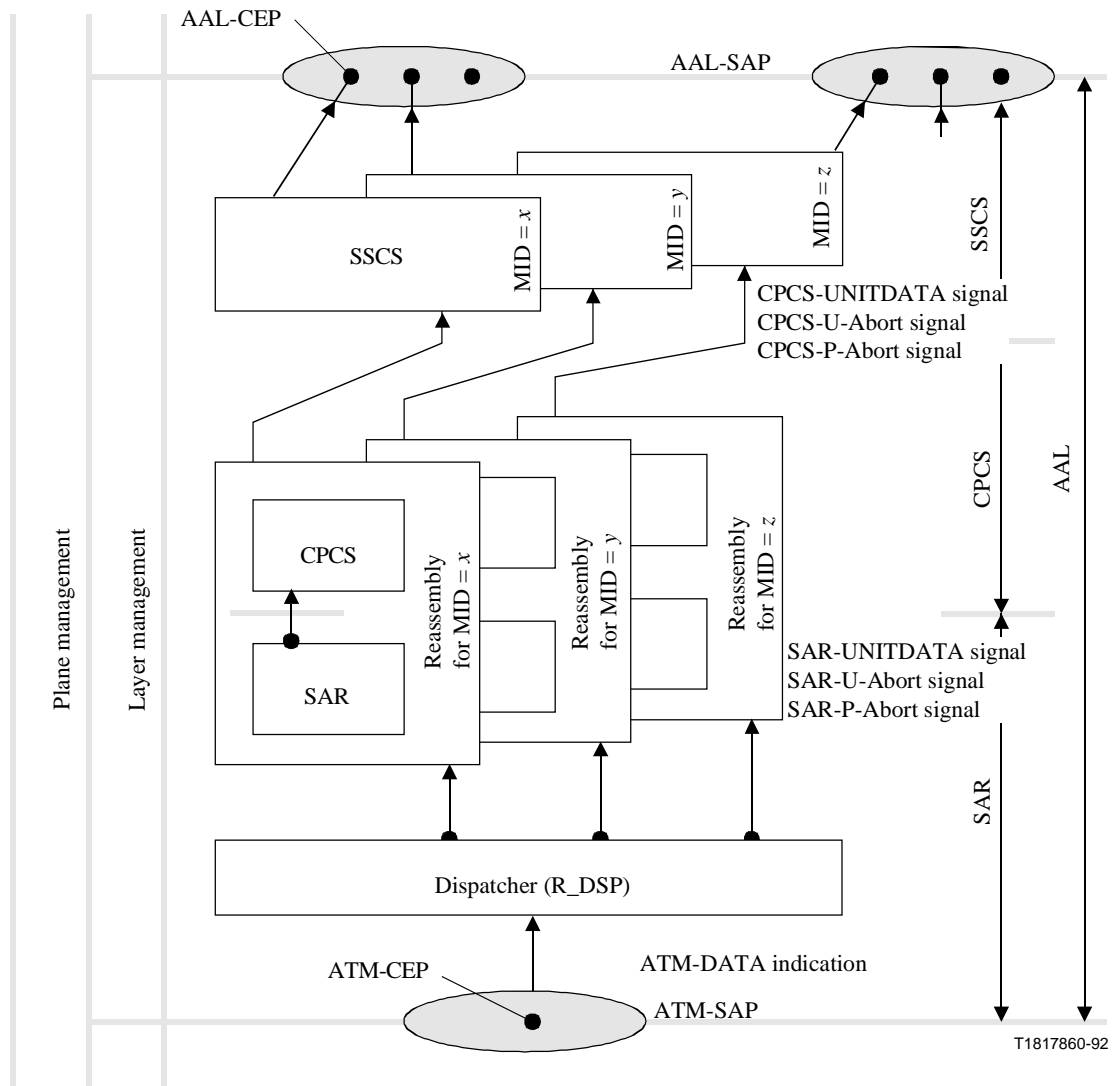 AAL-CEP
AAL-SAP
MID = z
MID = y
MID = x
SSCS
SSCS
CPCS-UNITDATA signal
CPCS-U-Abort signal
CPCS-P-Abort signal
CPCS
AAL
Plane management
Layer management
CPCS
SAR
Reassembly
for MID = x
Reassembly
for MID = y
Reassembly
for MID = z
SAR-UNITDATA signal
SAR-U-Abort signal
SAR-P-Abort signal
SAR
Dispatcher (R_DSP)
ATM-CEP
ATM-DATA indication
ATM-SAP
T1817860-92